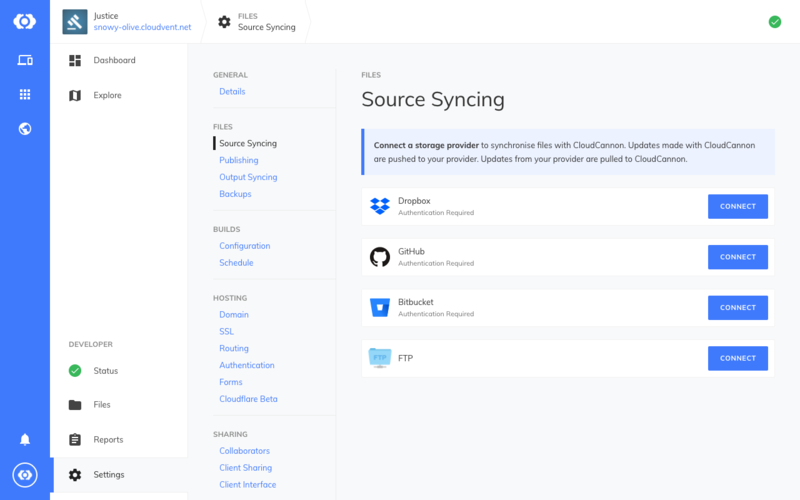 Justice
snowy-olive.cloudvent.net
FILES
Source Syncing
Dashboard
Explore
DEVELOPER
Status
Files
Reports
Settings
GENERAL
Details
FILES
Source Syncing
Publishing
Output Syncing
Backups
BUILDS
Configuration
Schedule
HOSTING
Domain
SSL
Routing
Authentication
Forms
Cloudflare Beta
SHARING
Collaborators
Client Sharing
Client Interface
FILES
Source Syncing
Connect a storage provider to synchronise files with CloudCannon. Updates made with CloudCannon
are pushed to your provider. Updates from your provider are pulled to CloudCannon.
Dropbox
Authentication Required
CONNECT
GitHub
Authentication Required
CONNECT
Bitbucket
Authentication Required
CONNECT
FTP
FTP
CONNECT